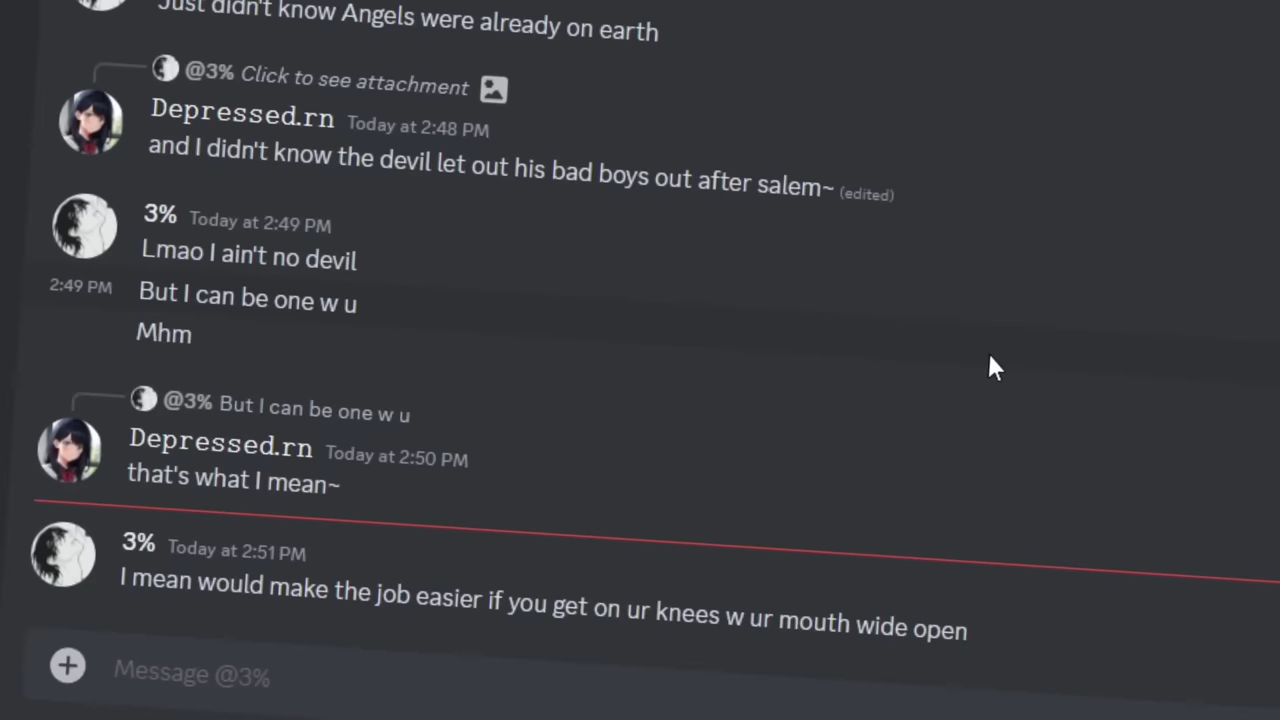 Just didn't know Angels were already on earth
@3% Click to see attachment
Depressed.rn Today at 2:48 PM
and I didn't know the devil let out his bad boys out after salem~ (edited)
3% Today at 2:49 PM
Lmao I ain't no devil
2:49 PM But I can be one w u
Mhm
@3% But I can be one w u
Depressed.rn Today at 2:50 PM
that's what I mean~
3% Today at 2:51 PM
I mean would make the job easier if you get on ur knees w ur mouth wide open
Message @3%